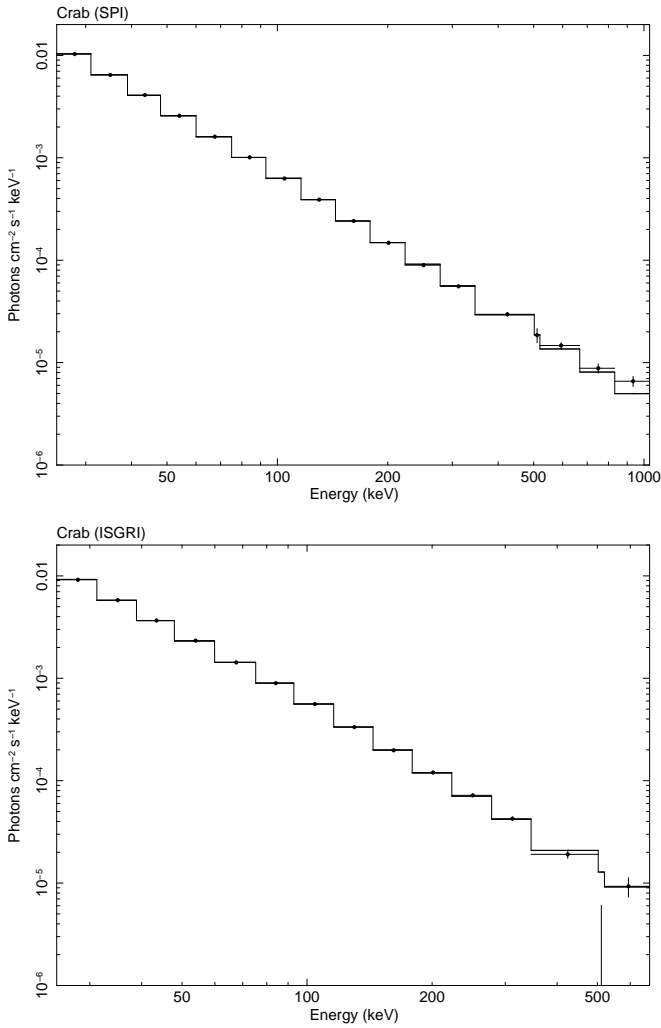 Crab (SPI)
0.01
10⁻³
10⁻⁴
10⁻⁵
10⁻⁶
Photons cm⁻² s⁻¹ keV⁻¹
50 100 200 500 1000
Energy (keV)
Crab (ISGRI)
0.01
10⁻³
10⁻⁴
10⁻⁵
10⁻⁶
Photons cm⁻² s⁻¹ keV⁻¹
50 100 200 500
Energy (keV)